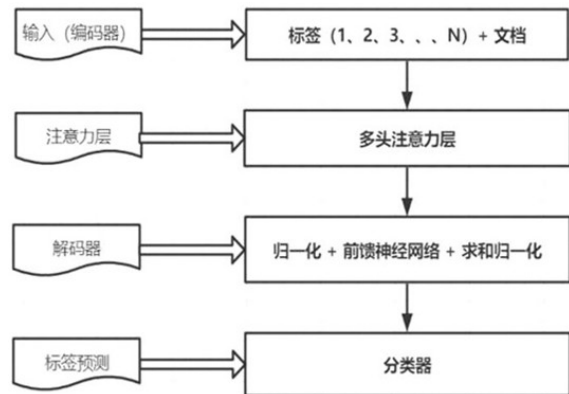 输入（编码器）
标签（1、2、3、、、N）+ 文档
注意力层
多头注意力层
解码器
归一化 + 前馈神经网络 + 求和归一化
标签预测
分类器